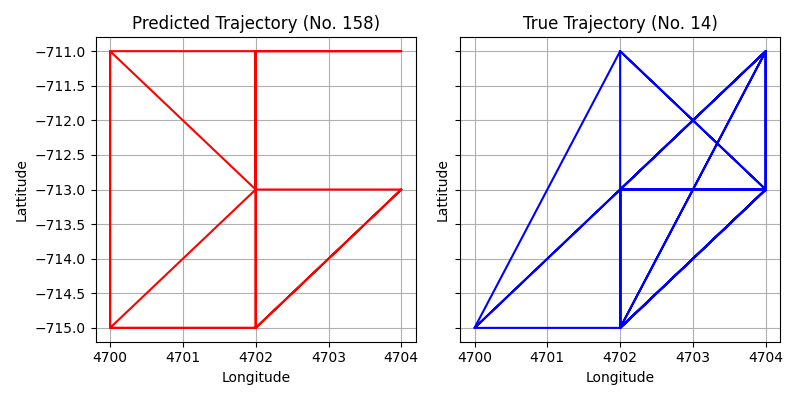 Predicted Trajectory (No. 158)
Lattitude
−711.0
−711.5
−712.0
−712.5
−713.0
−713.5
−714.0
−714.5
−715.0
4700 4701 4702 4703 4704
Longitude
True Trajectory (No. 14)
Lattitude
4700 4701 4702 4703 4704
Longitude